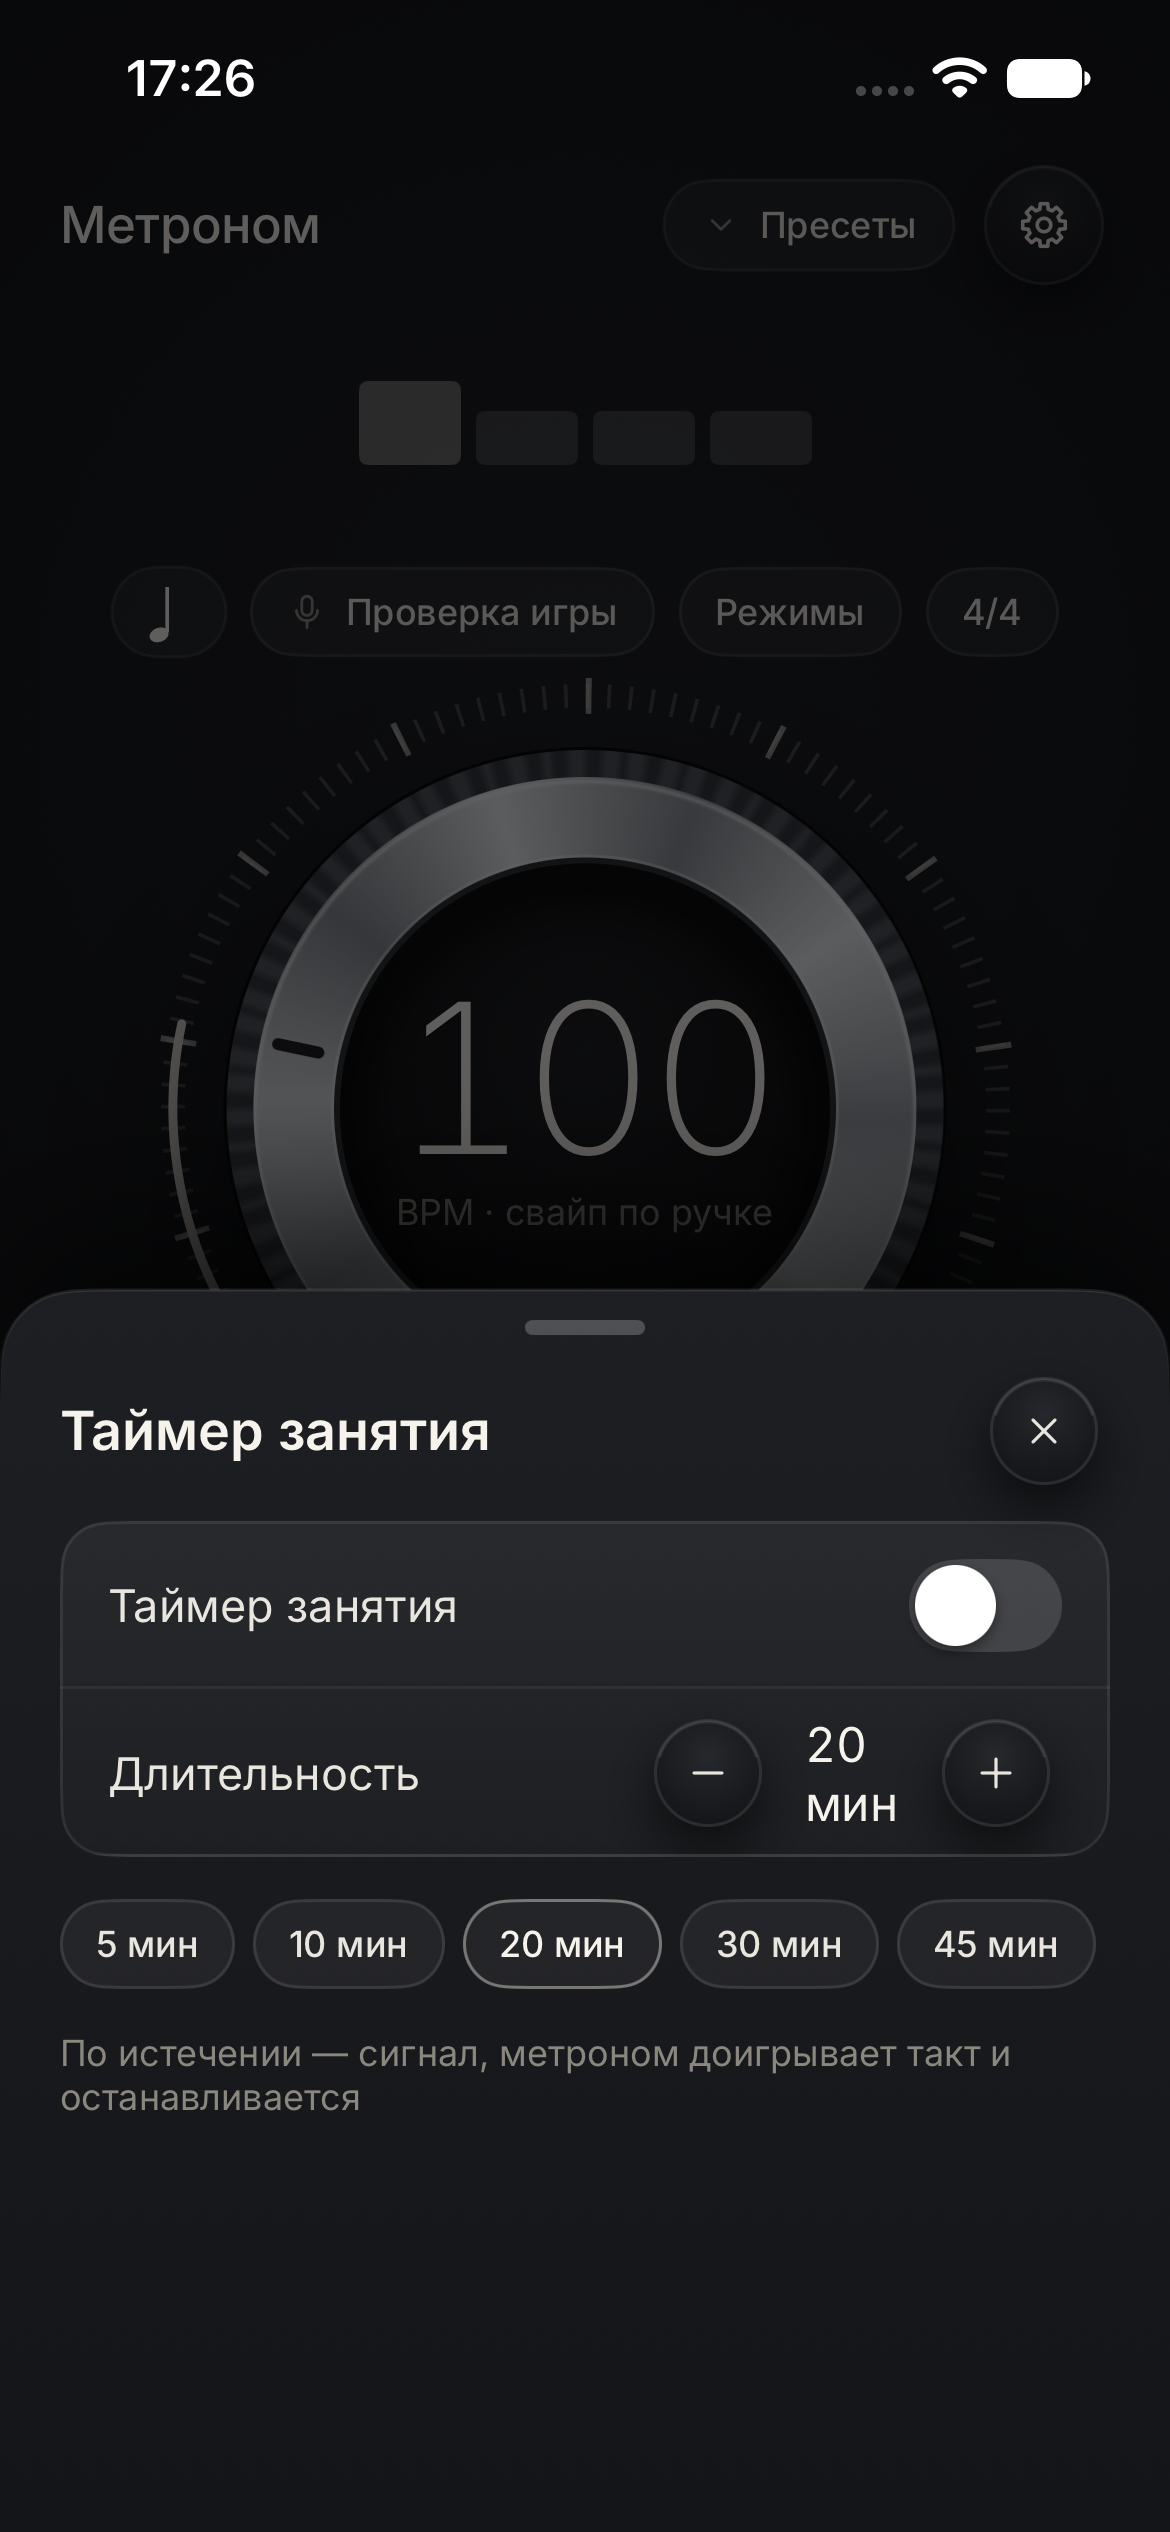 17:26
Метроном
Пресеты
Проверка игры
Режимы
4/4
100
BPM · свайп по ручке
Таймер занятия
Таймер занятия
Длительность
20
мин
5 мин
10 мин
20 мин
30 мин
45 мин
По истечении — сигнал, метроном доигрывает такт и
останавливается